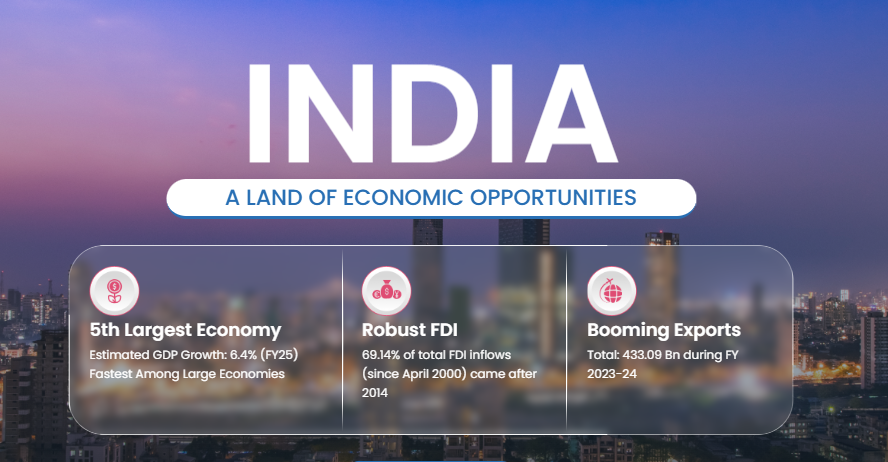 INDIA
A LAND OF ECONOMIC OPPORTUNITIES
5th Largest Economy
Estimated GDP Growth: 6.4% (FY25)
Fastest Among Large Economies
Robust FDI
69.14% of total FDI inflows
(since April 2000) came after
2014
Booming Exports
Total: 433.09 Bn during FY
2023-24